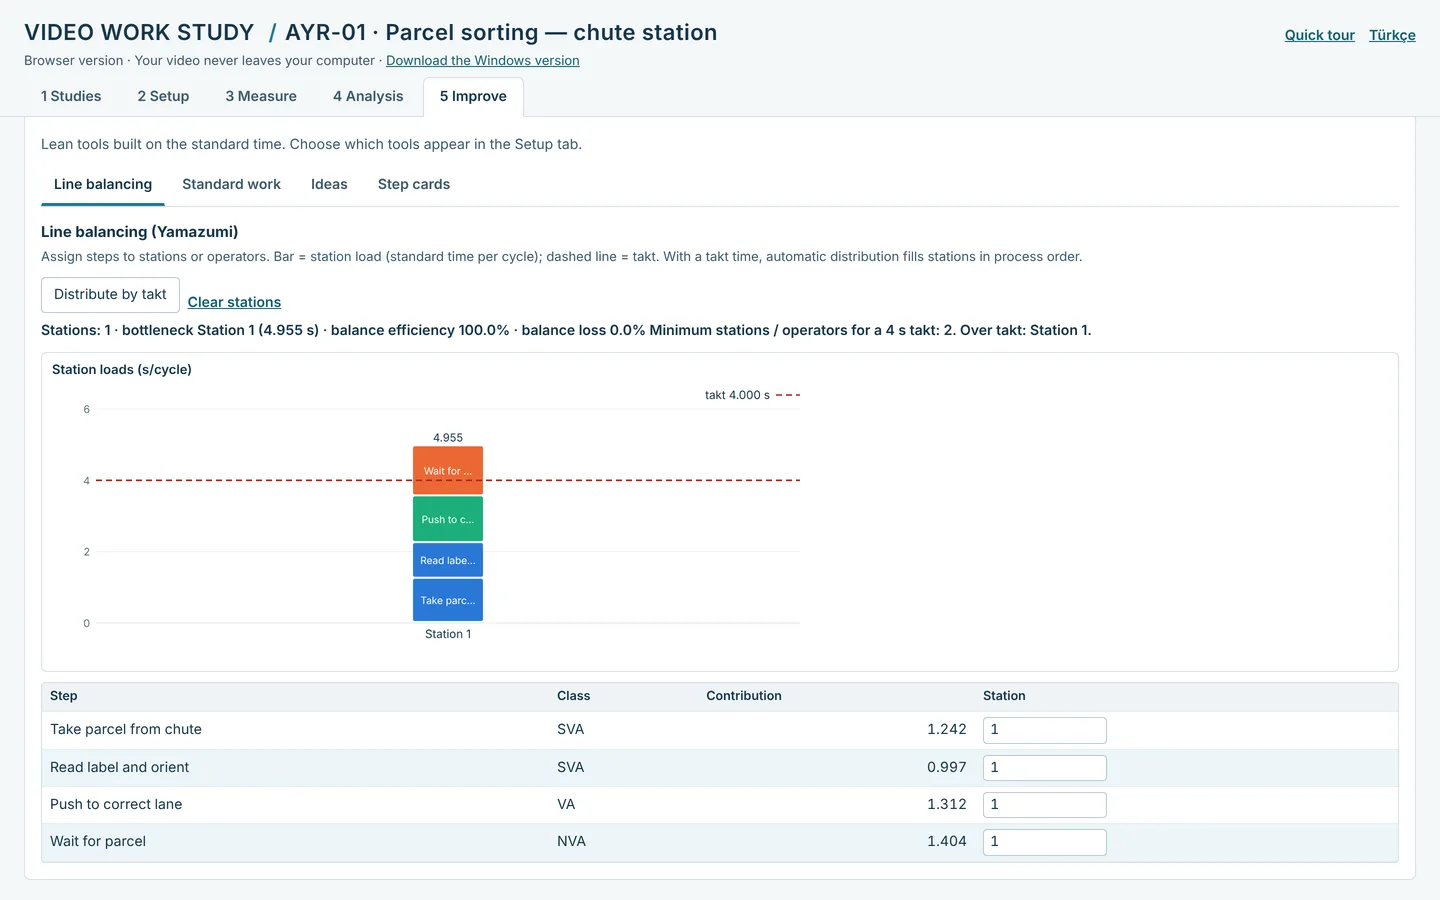 VIDEO WORK STUDY / AYR-01 · Parcel sorting — chute station
Quick tour Türkçe
Browser version · Your video never leaves your computer · Download the Windows version
1 Studies 2 Setup 3 Measure 4 Analysis 5 Improve
Lean tools built on the standard time. Choose which tools appear in the Setup tab.
Line balancing Standard work Ideas Step cards
Line balancing (Yamazumi)
Assign steps to stations or operators. Bar = station load (standard time per cycle); dashed line = takt. With a takt time, automatic distribution fills stations in process order.
Distribute by takt Clear stations
Stations: 1 · bottleneck Station 1 (4.955 s) · balance efficiency 100.0% · balance loss 0.0% Minimum stations / operators for a 4 s takt: 2. Over takt: Station 1.
Station loads (s/cycle)
takt 4.000 s
6
4.955
Wait for ...
4
Push to c...
2
Read labe...
Take parc...
0
Station 1
Step Class Contribution Station
Take parcel from chute SVA 1.242 1
Read label and orient SVA 0.997 1
Push to correct lane VA 1.312 1
Wait for parcel NVA 1.404 1